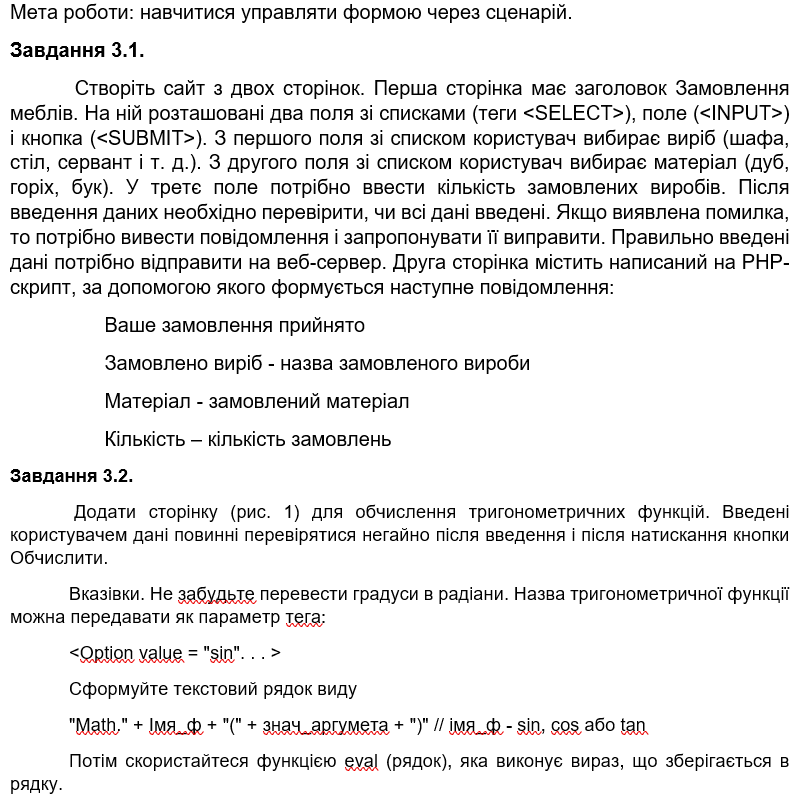 Мета роботи: навчитися управляти формою через сценарій.
Завдання 3.1.
Створіть сайт з двох сторінок. Перша сторінка має заголовок Замовлення
меблів. На ній розташовані два поля зі списками (теги <SELECT>), поле (<INPUT>)
і кнопка (<SUBMIT>). З першого поля зі списком користувач вибирає виріб (шафа,
стіл, сервант і т. д.). З другого поля зі списком користувач вибирає матеріал (дуб,
горіх, бук). У третє поле потрібно ввести кількість замовлених виробів. Після
введення даних необхідно перевірити, чи всі дані введені. Якщо виявлена помилка,
то потрібно вивести повідомлення і запропонувати її виправити. Правильно введені
дані потрібно відправити на веб-сервер. Друга сторінка містить написаний на PHP-
скрипт, за допомогою якого формується наступне повідомлення:
Ваше замовлення прийнято
Замовлено виріб - назва замовленого вироби
Матеріал - замовлений матеріал
Кількість – кількість замовлень
Завдання 3.2.
Додати сторінку (рис. 1) для обчислення тригонометричних функцій. Введені
користувачем дані повинні перевірятися негайно після введення і після натискання кнопки
Обчислити.
Вказівки. Не забудьте перевести градуси в радіани. Назва тригонометричної функції
можна передавати як параметр тега:
<Option value = "sin". . . >
Сформуйте текстовий рядок виду
"Math." + Імя_ф + "(" + знач_аргумета + ")" // імя_ф - sin, cos або tan
Потім скористайтеся функцією eval (рядок), яка виконує вираз, що зберігається в
рядку.